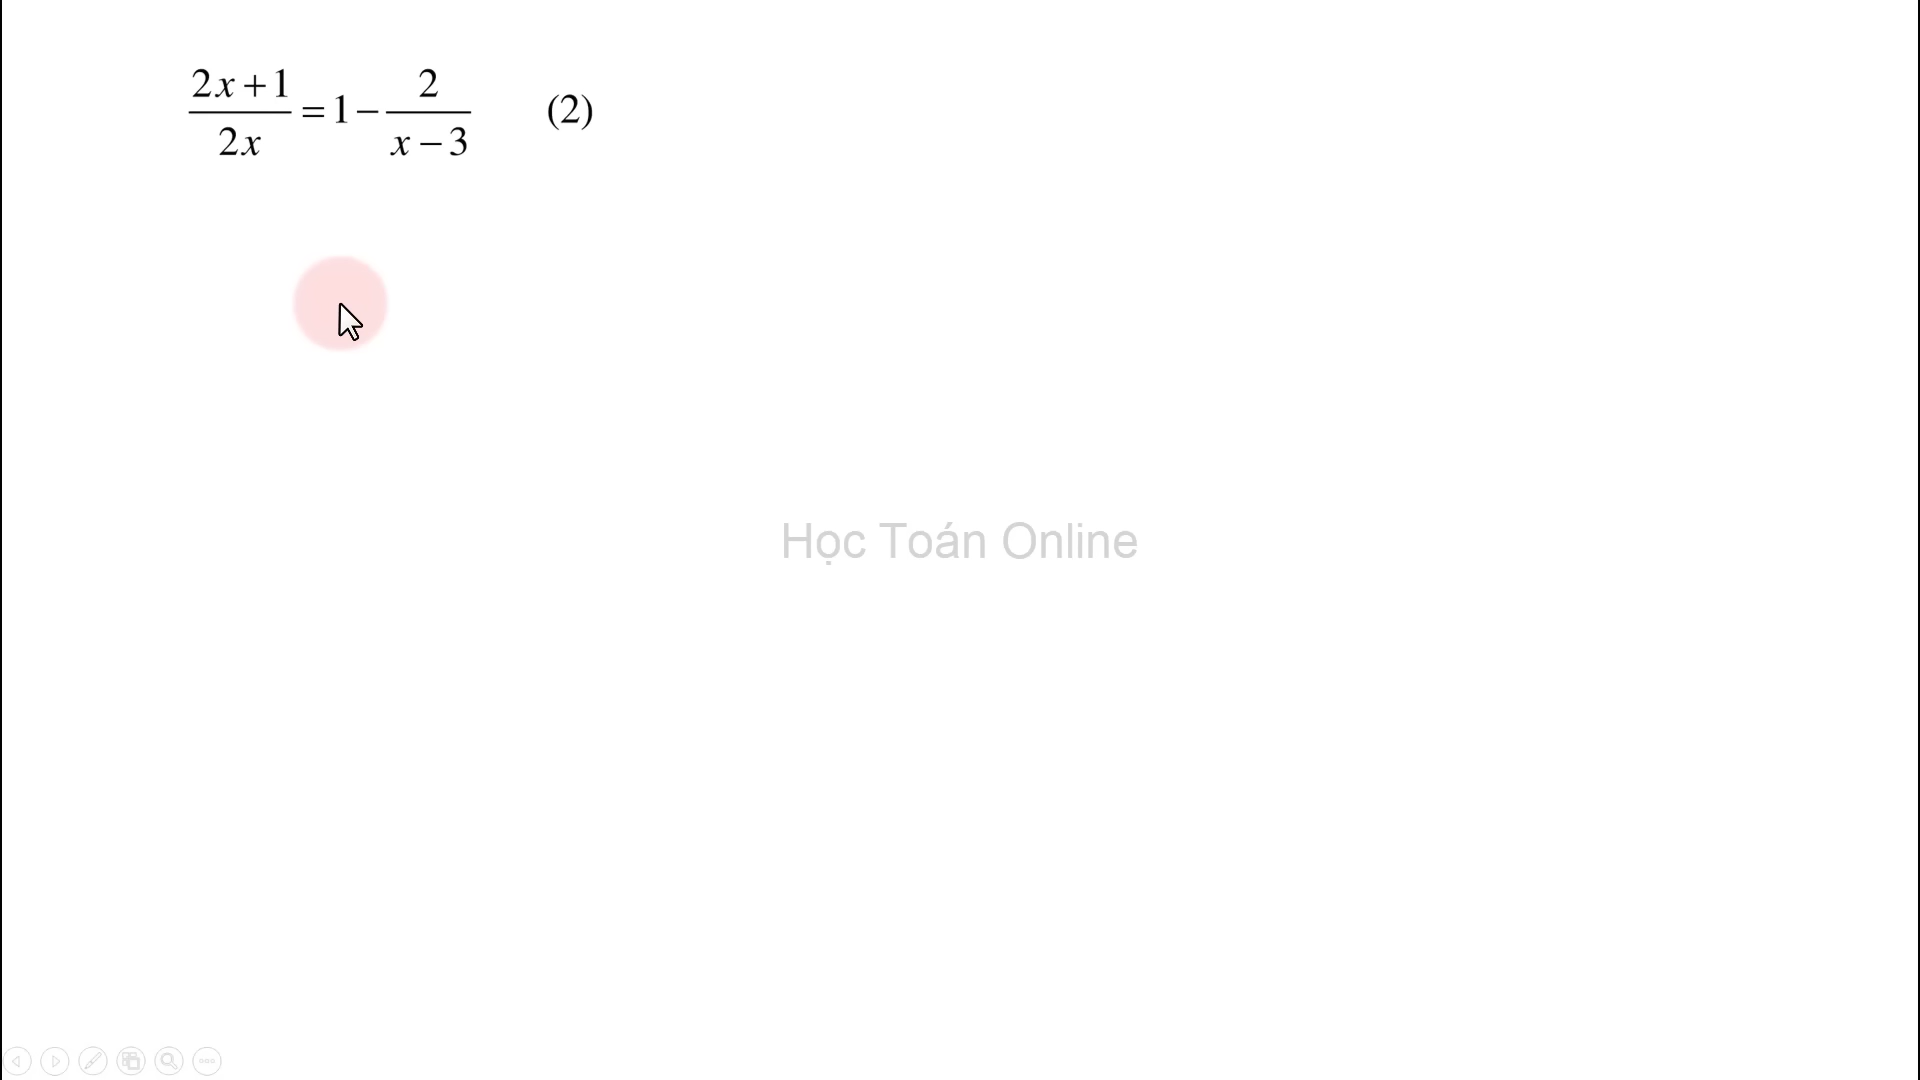 (2x+1)/(2x) = 1 − 2/(x−3) (2)
Học Toán Online